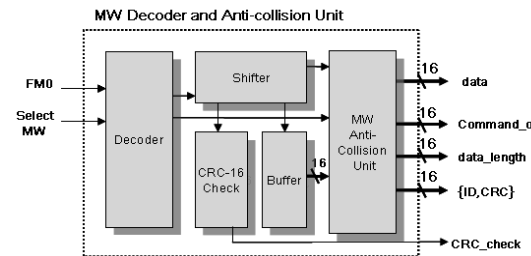 MW Decoder and Anti-collision Unit
FM0
Select
MW
Decoder
Shifter
CRC-16
Check
Buffer
16
MW
Anti-
Collision
Unit
16
data
16
Command_o
16
data_length
16
{ID,CRC}
CRC_check